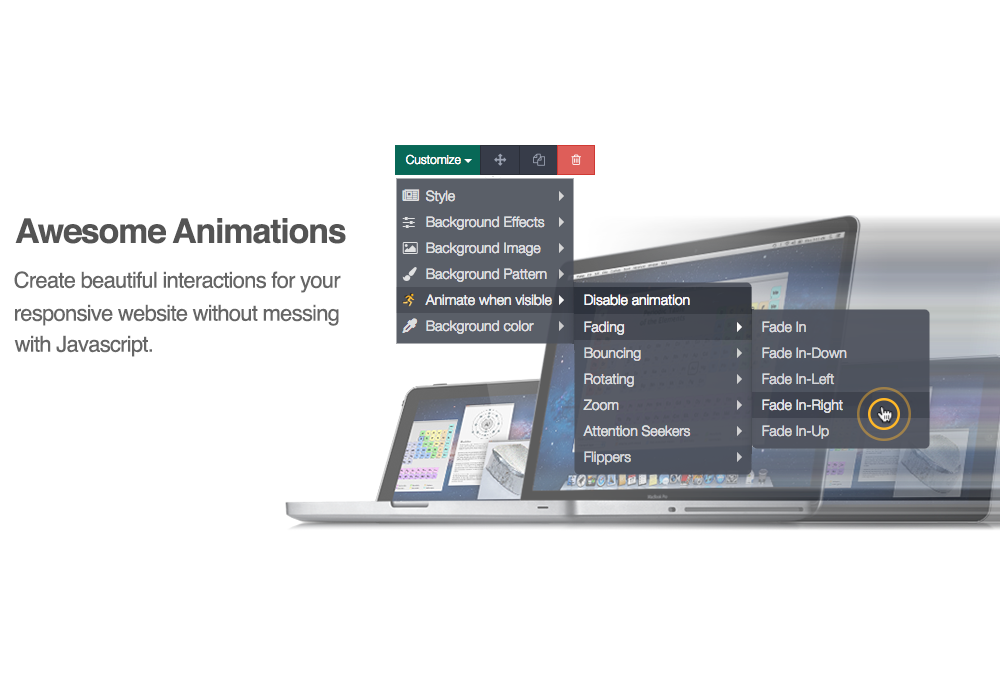 Customize
Style
Background Effects
Awesome Animations
Background Image
Create beautiful interactions for your
responsive website without messing
with Javascript.
Background Pattern
Animate when visible
Background color
Disable animation
Fading
Bouncing
Rotating
Zoom
Attention Seekers
Flippers
Fade In
Fade In-Down
Fade In-Left
Fade In-Right
Fade In-Up
MacBook Pro